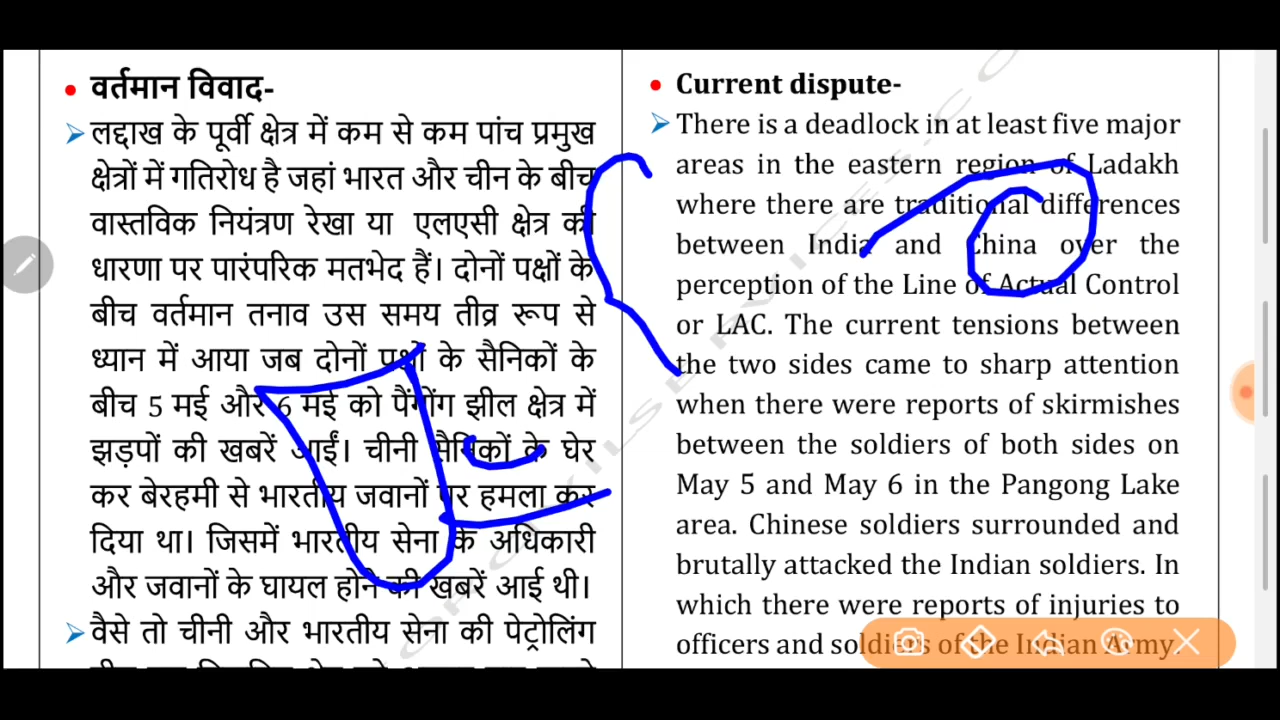 वर्तमान विवाद-
लद्दाख के पूर्वी क्षेत्र में कम से कम पांच प्रमुख
क्षेत्रों में गतिरोध है जहां भारत और चीन के बीच
वास्तविक नियंत्रण रेखा या एलएसी क्षेत्र की
धारणा पर पारंपरिक मतभेद हैं। दोनों पक्षों के
बीच वर्तमान तनाव उस समय तीव्र रूप से
ध्यान में आया जब दोनों पक्षों के सैनिकों के
बीच 5 मई और 6 मई को पैंगोंग झील क्षेत्र में
झड़पों की खबरें आईं। चीनी सैनिकों के घेर
कर बेरहमी से भारतीय जवानों पर हमला कर
दिया था। जिसमें भारतीय सेना के अधिकारी
और जवानों के घायल होने की खबरें आई थी।
वैसे तो चीनी और भारतीय सेना की पेट्रोलिंग
Current dispute-
There is a deadlock in at least five major
areas in the eastern region of Ladakh
where there are traditional differences
between India and China over the
perception of the Line of Actual Control
or LAC. The current tensions between
the two sides came to sharp attention
when there were reports of skirmishes
between the soldiers of both sides on
May 5 and May 6 in the Pangong Lake
area. Chinese soldiers surrounded and
brutally attacked the Indian soldiers. In
which there were reports of injuries to
officers and soldiers of the Indian Army.